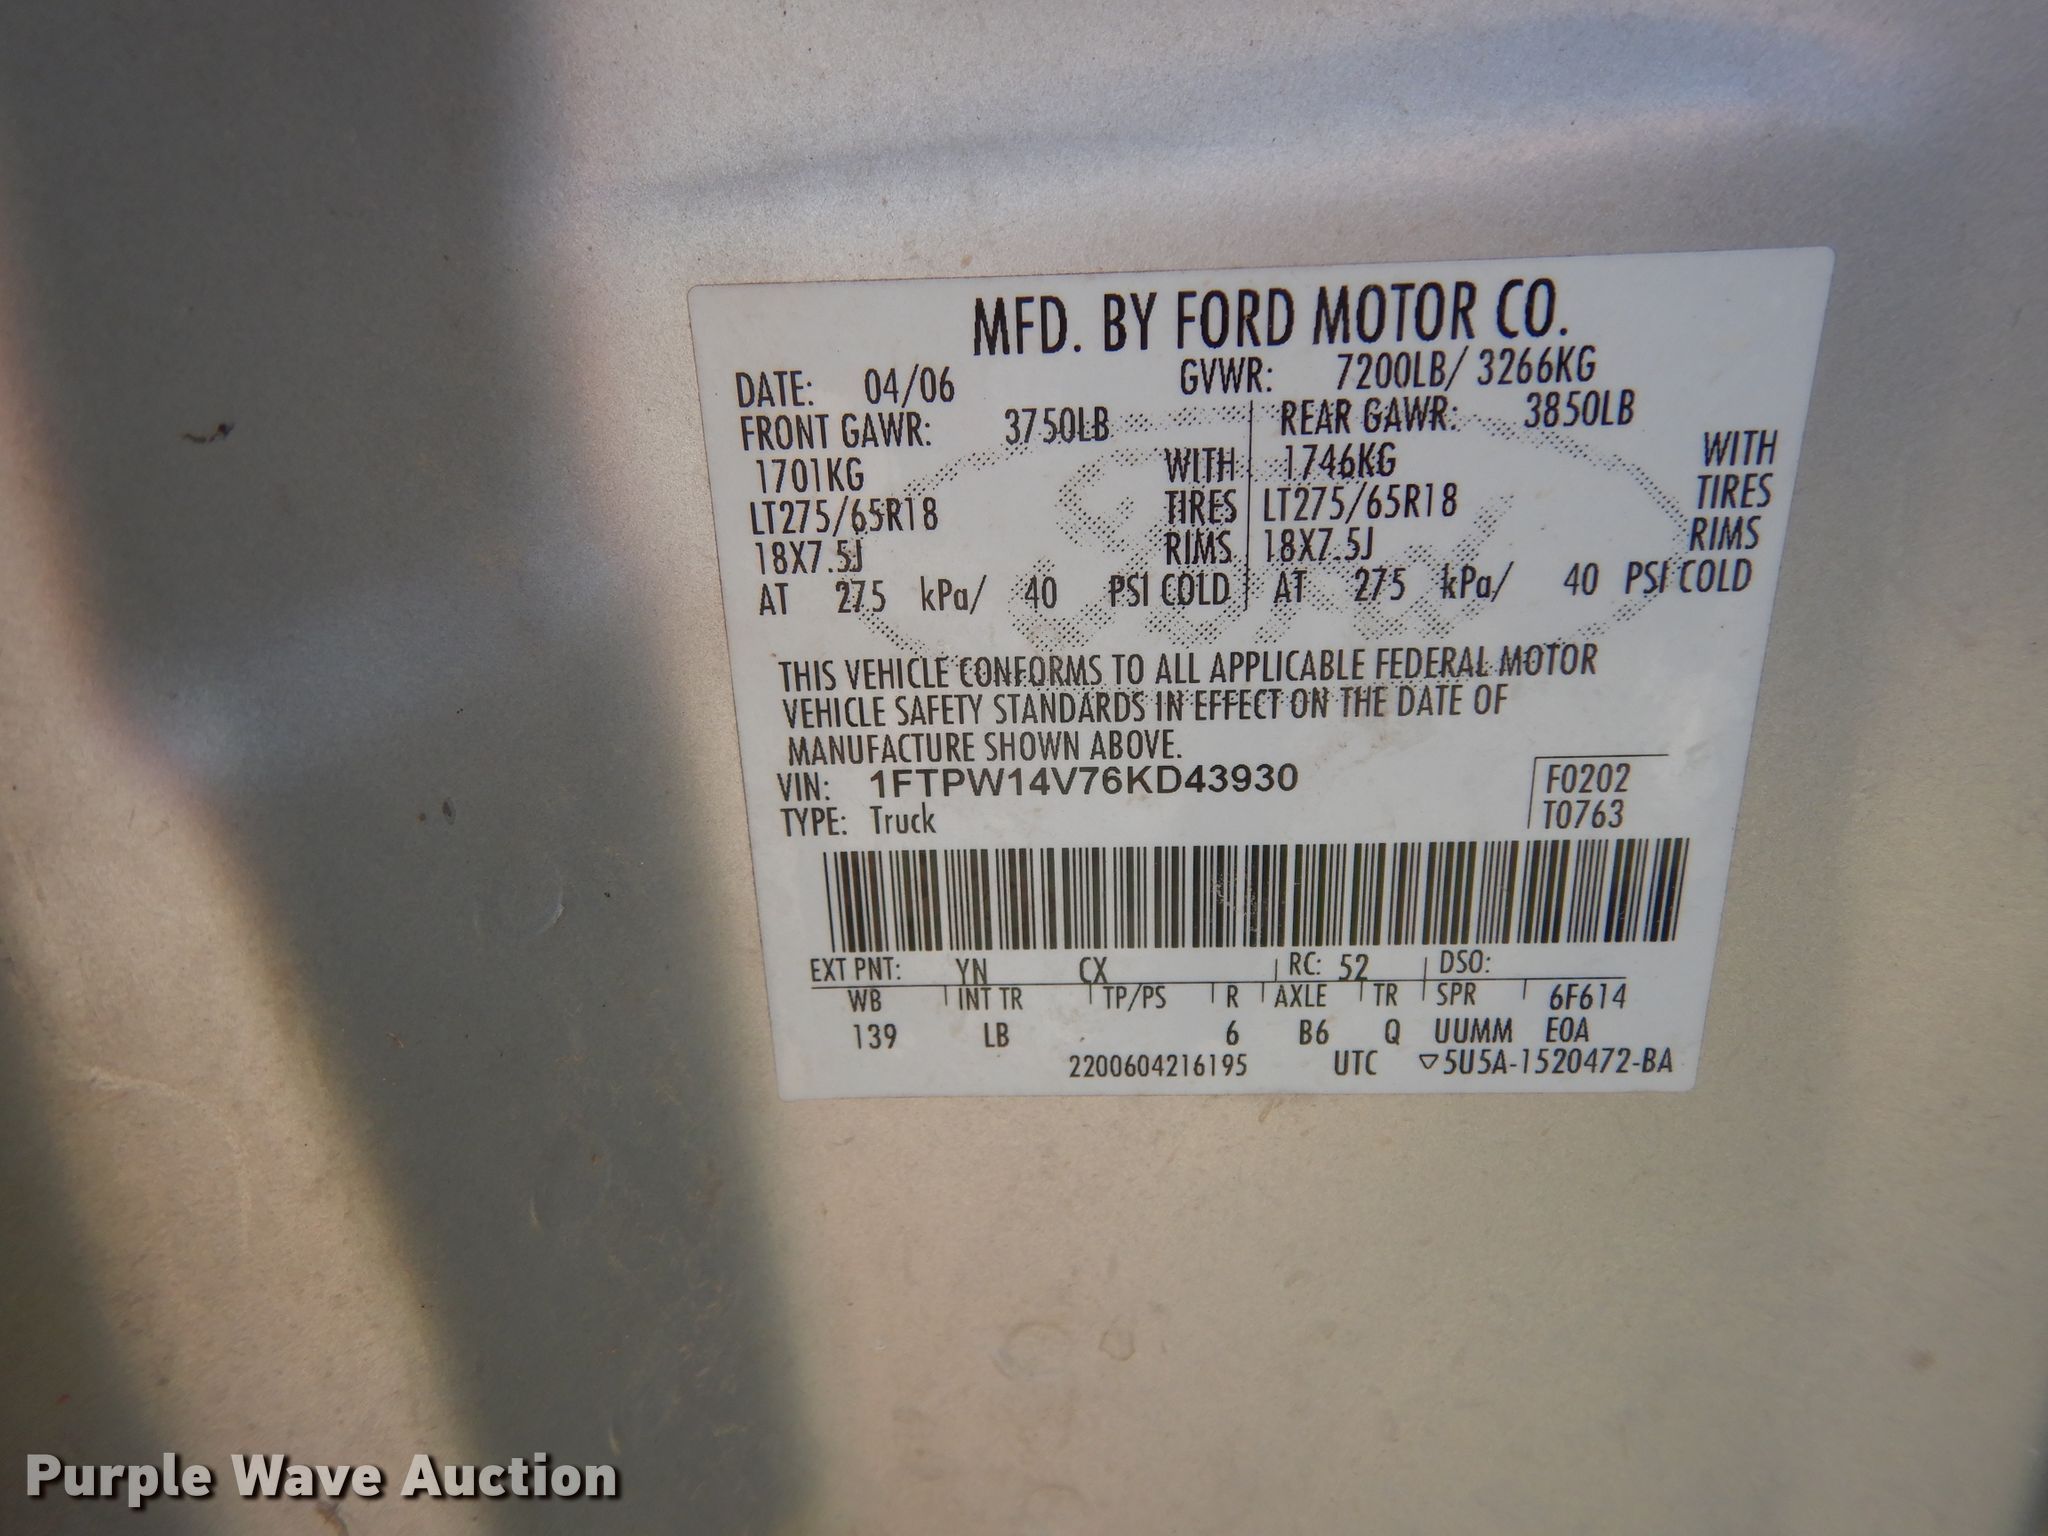 MFD. BY FORD MOTOR CO.
DATE: 04/06 GVWR: 7200LB/ 3266KG
FRONT GAWR: 3750LB REAR GAWR: 3850LB
1701KG WITH 1746KG WITH
LT275/65R18 TIRES LT275/65R18 TIRES
18X7.5J RIMS 18X7.5J RIMS
AT 275 kPa/ 40 PSI COLD AT 275 kPa/ 40 PSI COLD
THIS VEHICLE CONFORMS TO ALL APPLICABLE FEDERAL MOTOR
VEHICLE SAFETY STANDARDS IN EFFECT ON THE DATE OF
MANUFACTURE SHOWN ABOVE.
VIN: 1FTPW14V76KD43930 F0202
TYPE: Truck T0763
EXT PNT: YN CX RC: 52 DSO:
WB INT TR TP/PS R AXLE TR SPR 6F614
139 LB 6 B6 Q UUMM EOA
2200604216195 UTC ▽5U5A-1520472-BA
Purple Wave Auction